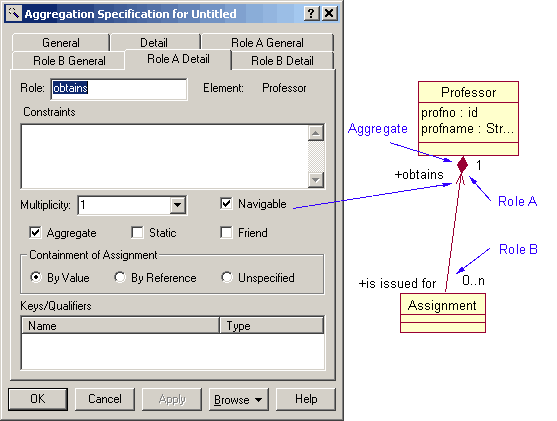 Aggregation Specification for Untitled
General Detail Role A General
Role B General Role A Detail Role B Detail
Role: obtains Element: Professor
Constraints
Multiplicity: 1 Navigable
Aggregate Static Friend
Containment of Assignment
By Value By Reference Unspecified
Keys/Qualifiers
Name Type
OK Cancel Apply Browse Help
Professor
profno : id
profname : Str...
Aggregate
1
+obtains
Role A
Role B
+is issued for 0..n
Assignment